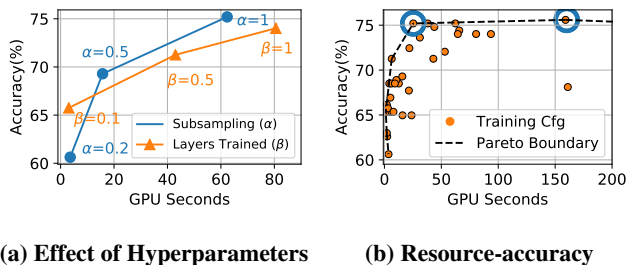 75
70
65
60
0
20
40
60
80
Accuracy(%)
GPU Seconds
α=1
α=0.5
β=1
β=0.5
β=0.1
α=0.2
Subsampling (α)
Layers Trained (β)
75
70
65
60
0
50
100
150
200
Accuracy(%)
GPU Seconds
Training Cfg
Pareto Boundary
(a) Effect of Hyperparameters
(b) Resource-accuracy